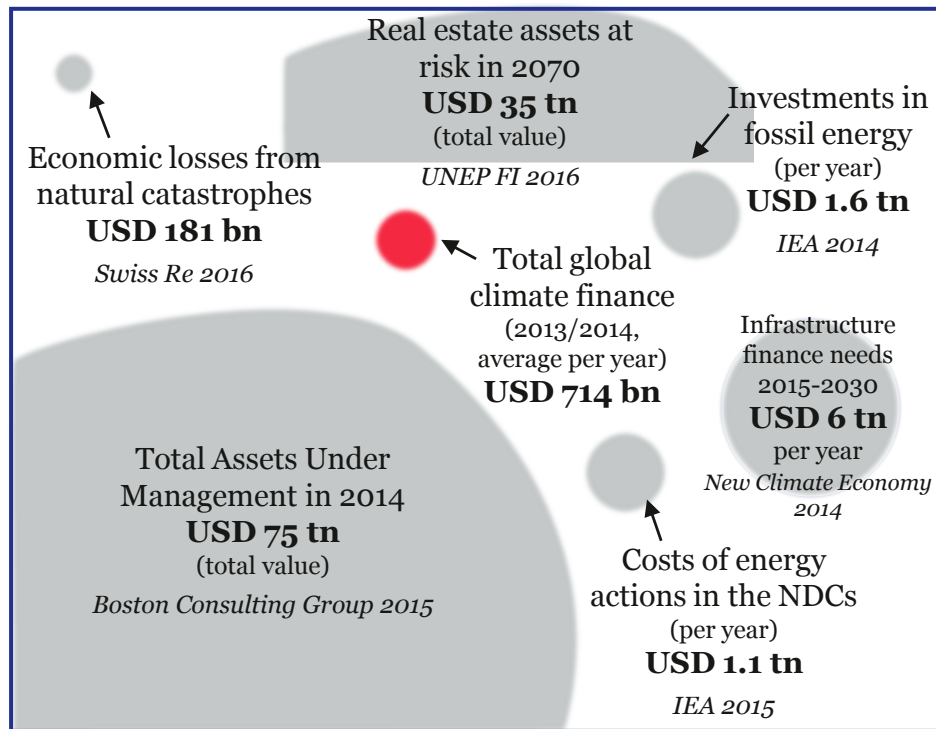 Real estate assets at
risk in 2070
USD 35 tn
(total value)
UNEP FI 2016
Investments in
fossil energy
(per year)
USD 1.6 tn
IEA 2014
Economic losses from
natural catastrophes
USD 181 bn
Swiss Re 2016
Total global
climate finance
(2013/2014,
average per year)
USD 714 bn
Infrastructure
finance needs
2015-2030
USD 6 tn
per year
New Climate Economy
2014
Total Assets Under
Management in 2014
USD 75 tn
(total value)
Boston Consulting Group 2015
Costs of energy
actions in the NDCs
(per year)
USD 1.1 tn
IEA 2015